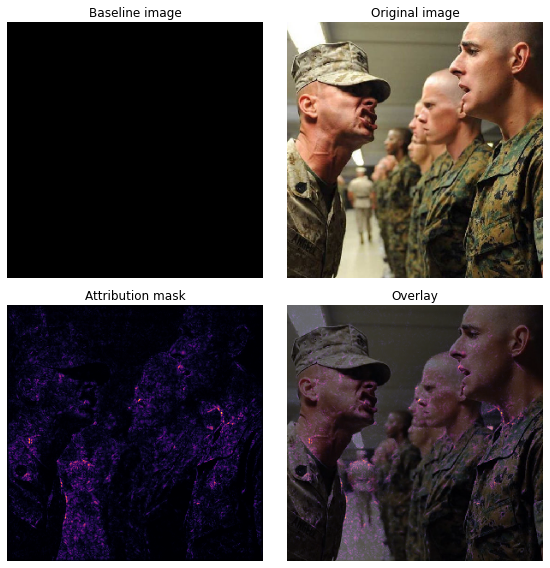 Baseline image
Original image
Attribution mask
Overlay